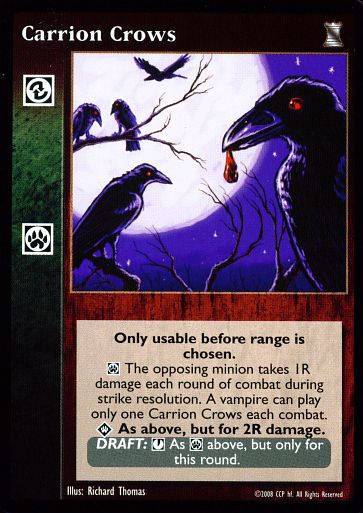 Carrion Crows
Only usable before range is
chosen.
The opposing minion takes 1R
damage each round of combat during
strike resolution. A vampire can play
only one Carrion Crows each combat.
As above, but for 2R damage.
DRAFT: As above, but only for
this round.
Illus: Richard Thomas
©2008 CCP hf. All Rights Reserved